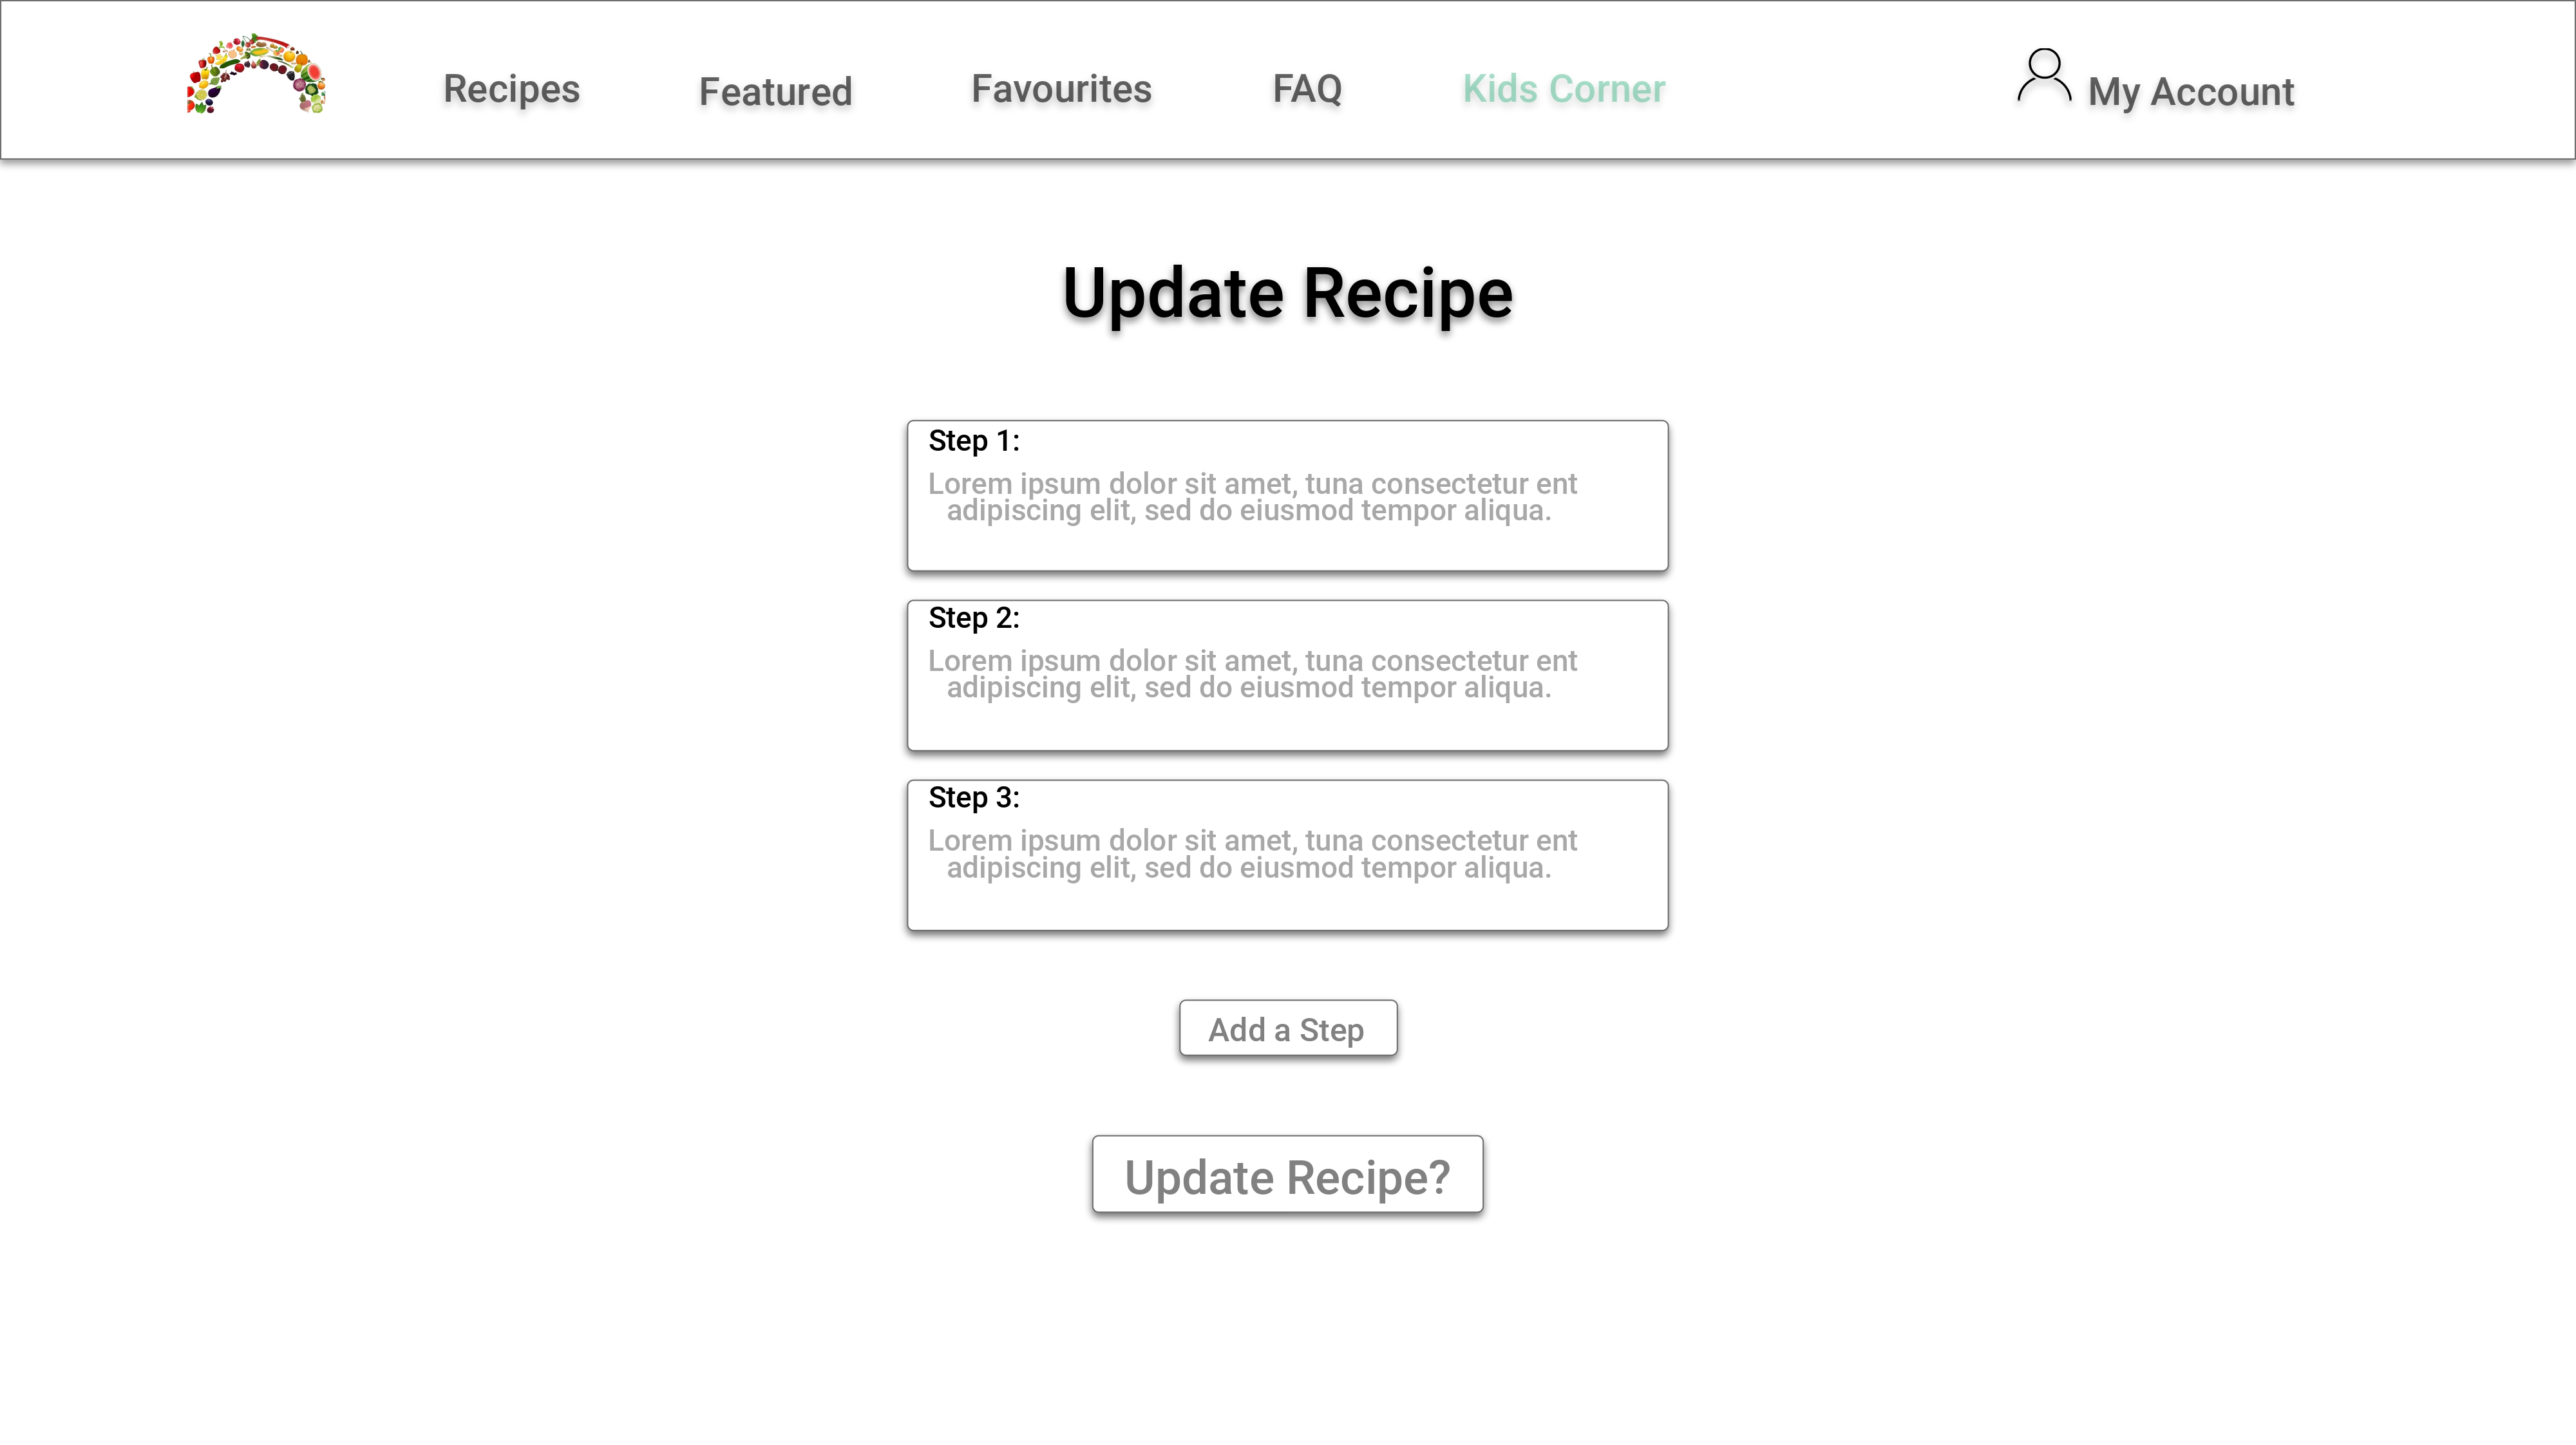 Recipes
Featured
Favourites
FAQ
Kids Corner
My Account
Update Recipe
Step 1:
Lorem ipsum dolor sit amet, tuna consectetur ent
adipiscing elit, sed do eiusmod tempor aliqua.
Step 2:
Lorem ipsum dolor sit amet, tuna consectetur ent
adipiscing elit, sed do eiusmod tempor aliqua.
Step 3:
Lorem ipsum dolor sit amet, tuna consectetur ent
adipiscing elit, sed do eiusmod tempor aliqua.
Add a Step
Update Recipe?